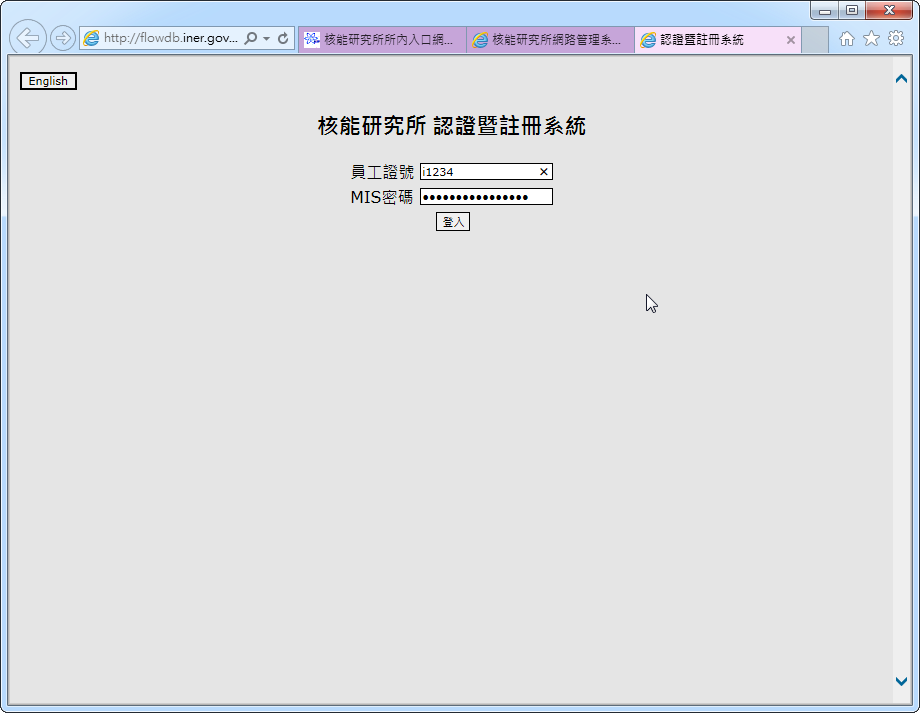 http://flowdb.iner.gov...
核能研究所所內入口網...
核能研究所網路管理系...
認證暨註冊系統
English
核能研究所 認證暨註冊系統
員工證號 i1234
MIS密碼 ••••••••••••••••
登入